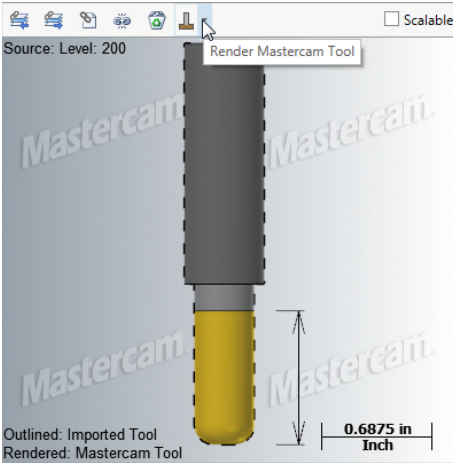 Scalable
Render Mastercam Tool
Source: Level: 200
Mastercam
Mastercam.
Mastercam
Mastercam.
0.6875 in
Inch
Outlined: Imported Tool
Rendered: Mastercam Tool